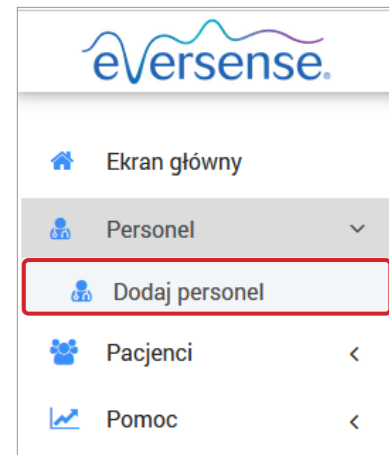 eversense.
Ekran główny
Personel
Dodaj personel
Pacjenci
Pomoc